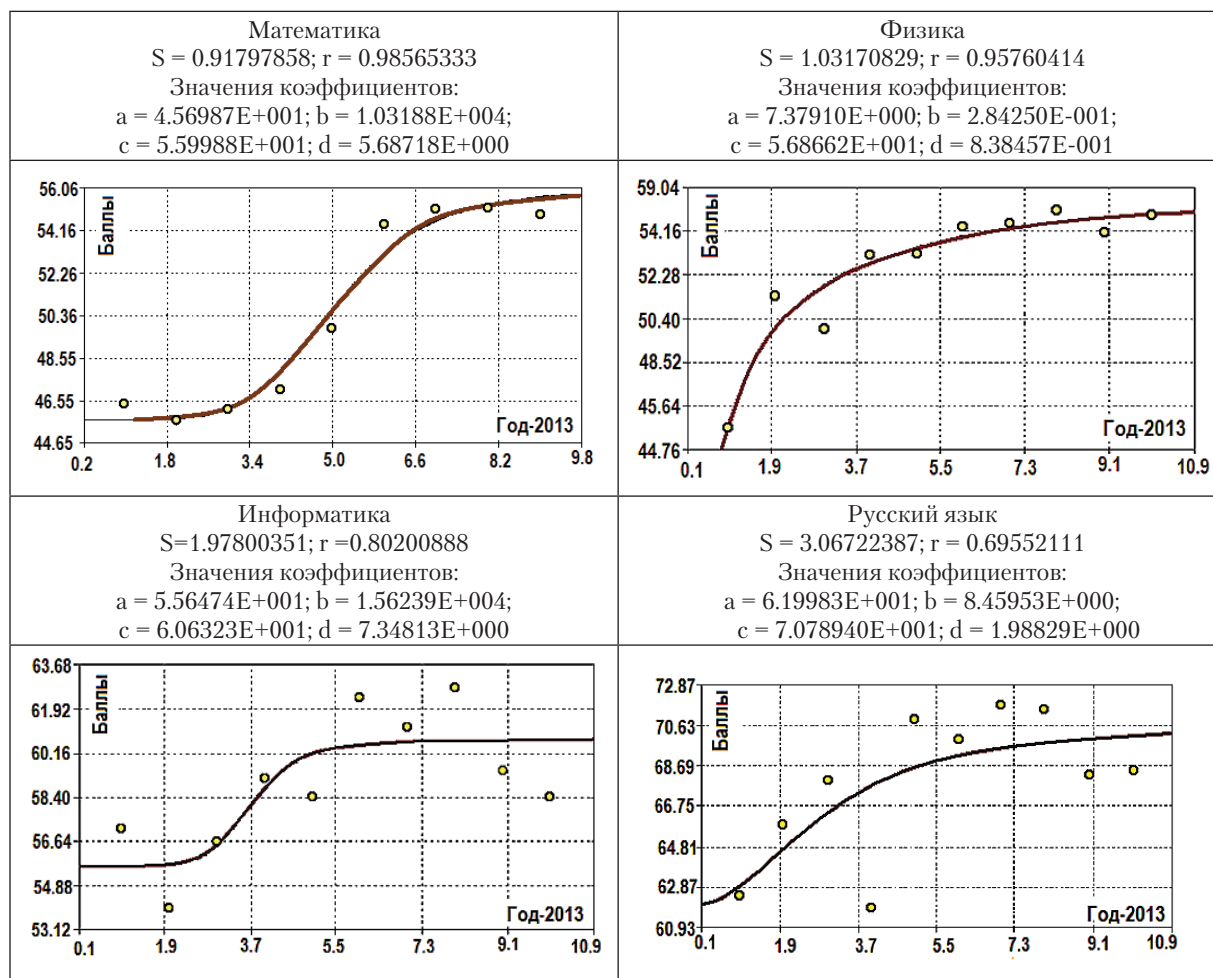 Математика
S = 0.91797858; r = 0.98565333
Значения коэффициентов:
a = 4.56987E+001; b = 1.03188E+004;
c = 5.59988E+001; d = 5.68718E+000
Физика
S = 1.03170829; r = 0.95760414
Значения коэффициентов:
a = 7.37910E+000; b = 2.84250E-001;
c = 5.68662E+001; d = 8.38457E-001
56.06
54.16
52.26
50.36
48.55
46.55
44.65
Баллы
Год-2013
0.2 1.8 3.4 5.0 6.6 8.2 9.8
59.04
54.16
52.28
50.40
48.52
45.64
44.76
Баллы
Год-2013
0.1 1.9 3.7 5.5 7.3 9.1 10.9
Информатика
S=1.97800351; r =0.80200888
Значения коэффициентов:
a = 5.56474E+001; b = 1.56239E+004;
c = 6.06323E+001; d = 7.34813E+000
Русский язык
S = 3.06722387; r = 0.69552111
Значения коэффициентов:
a = 6.19983E+001; b = 8.45953E+000;
c = 7.078940E+001; d = 1.98829E+000
63.68
61.92
60.16
58.40
56.64
54.88
53.12
Баллы
Год-2013
0.1 1.9 3.7 5.5 7.3 9.1 10.9
72.87
70.63
68.69
66.75
64.81
62.87
60.93
Баллы
Год-2013
0.1 1.9 3.7 5.5 7.3 9.1 10.9